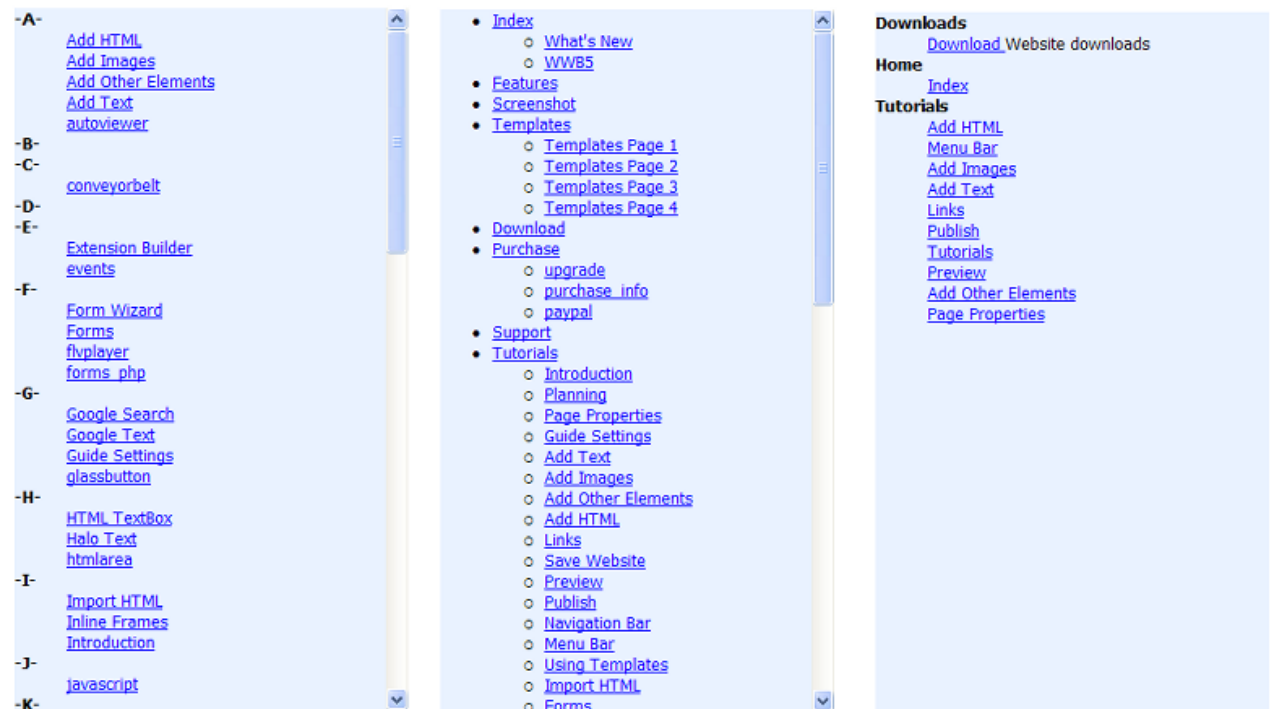 -A-
Add HTML
Add Images
Add Other Elements
Add Text
autoviewer
-B-
-C-
conveyorbelt
-D-
-E-
Extension Builder
events
-F-
Form Wizard
Forms
flvplayer
forms_php
-G-
Google Search
Google Text
Guide Settings
glassbutton
-H-
HTML TextBox
Halo Text
htmlarea
-I-
Import HTML
Inline Frames
Introduction
-J-
javascript
-K-
Index
What's New
WWB5
Features
Screenshot
Templates
Templates Page 1
Templates Page 2
Templates Page 3
Templates Page 4
Download
Purchase
upgrade
purchase_info
paypal
Support
Tutorials
Introduction
Planning
Page Properties
Guide Settings
Add Text
Add Images
Add Other Elements
Add HTML
Links
Save Website
Preview
Publish
Navigation Bar
Menu Bar
Using Templates
Import HTML
Forms
Downloads
Download Website downloads
Home
Index
Tutorials
Add HTML
Menu Bar
Add Images
Add Text
Links
Publish
Tutorials
Preview
Add Other Elements
Page Properties